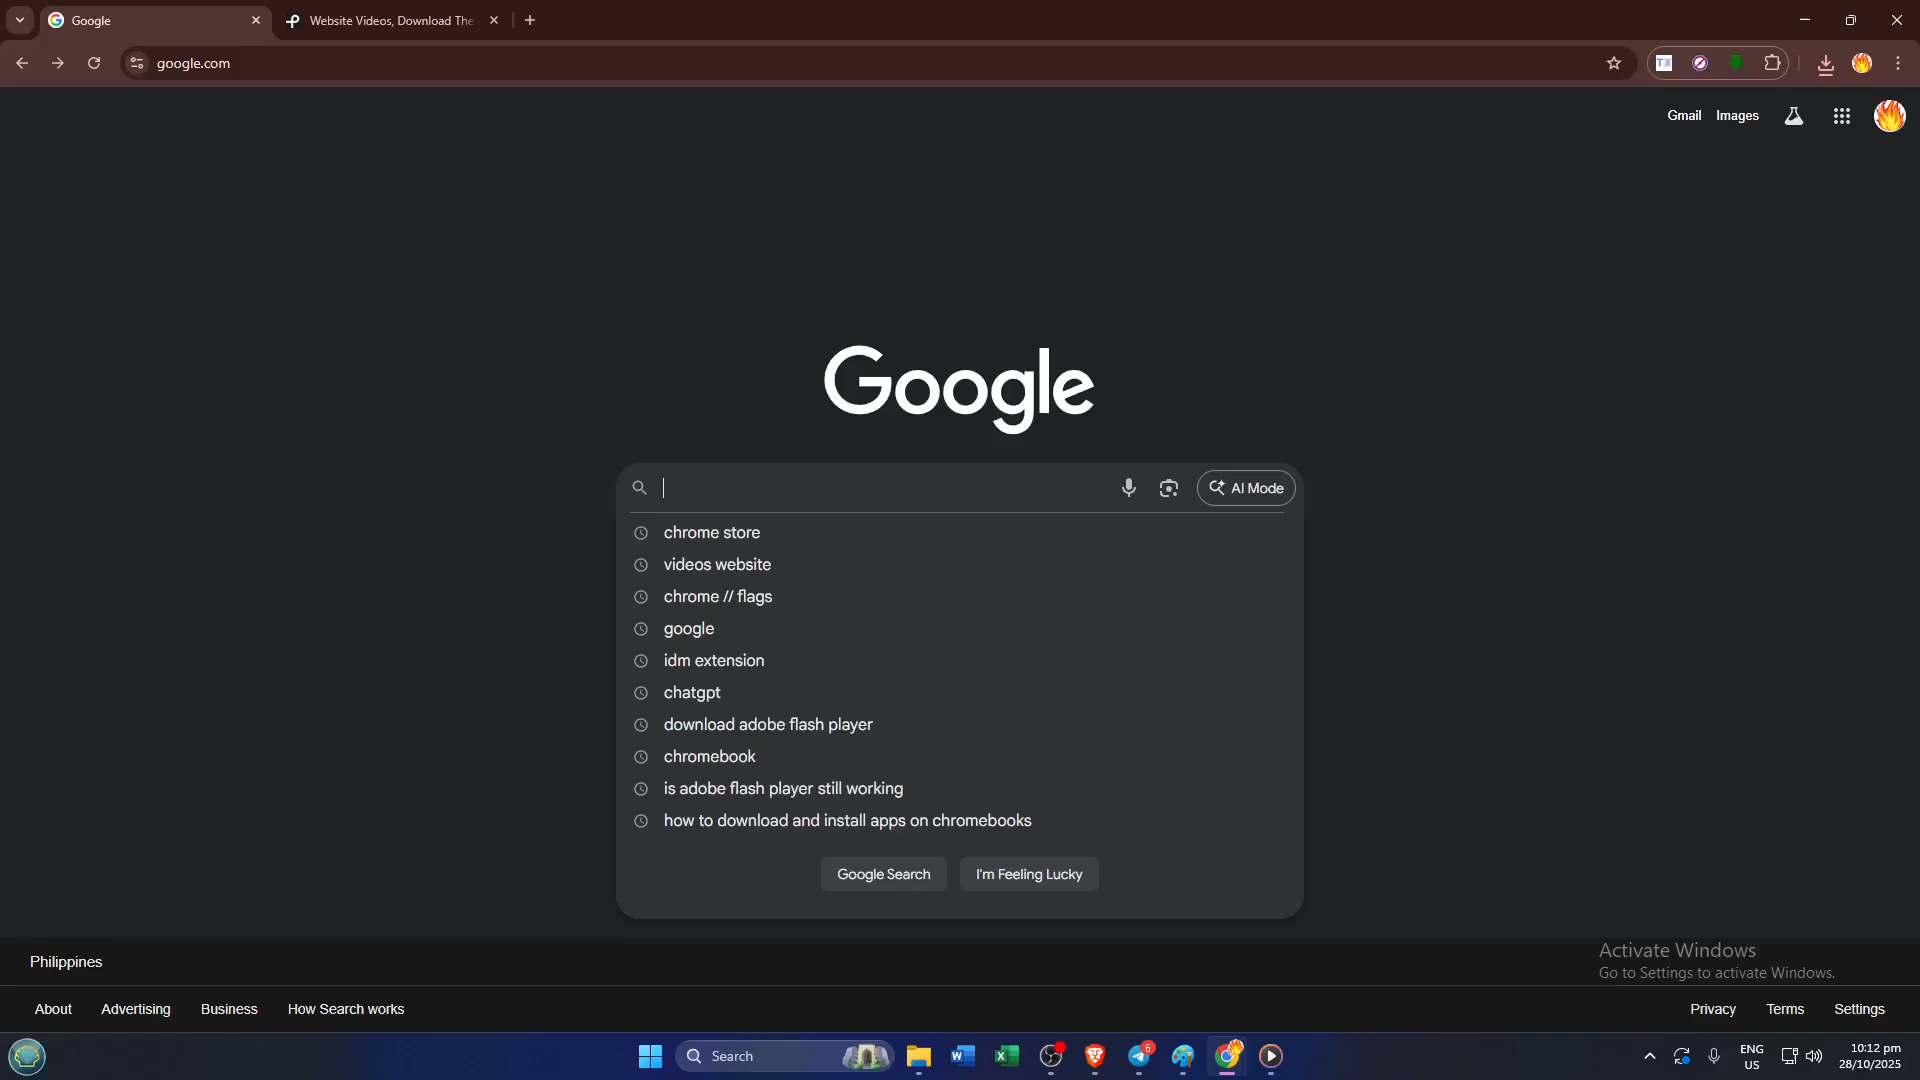 Google
Website Videos, Download The
google.com
Gmail
Images
Google
AI Mode
chrome store
videos website
chrome // flags
google
idm extension
chatgpt
download adobe flash player
chromebook
is adobe flash player still working
how to download and install apps on chromebooks
Google Search
I'm Feeling Lucky
Activate Windows
Go to Settings to activate Windows.
Philippines
About
Advertising
Business
How Search works
Privacy
Terms
Settings
Search
6
ENG
US
10:12 pm
28/10/2025